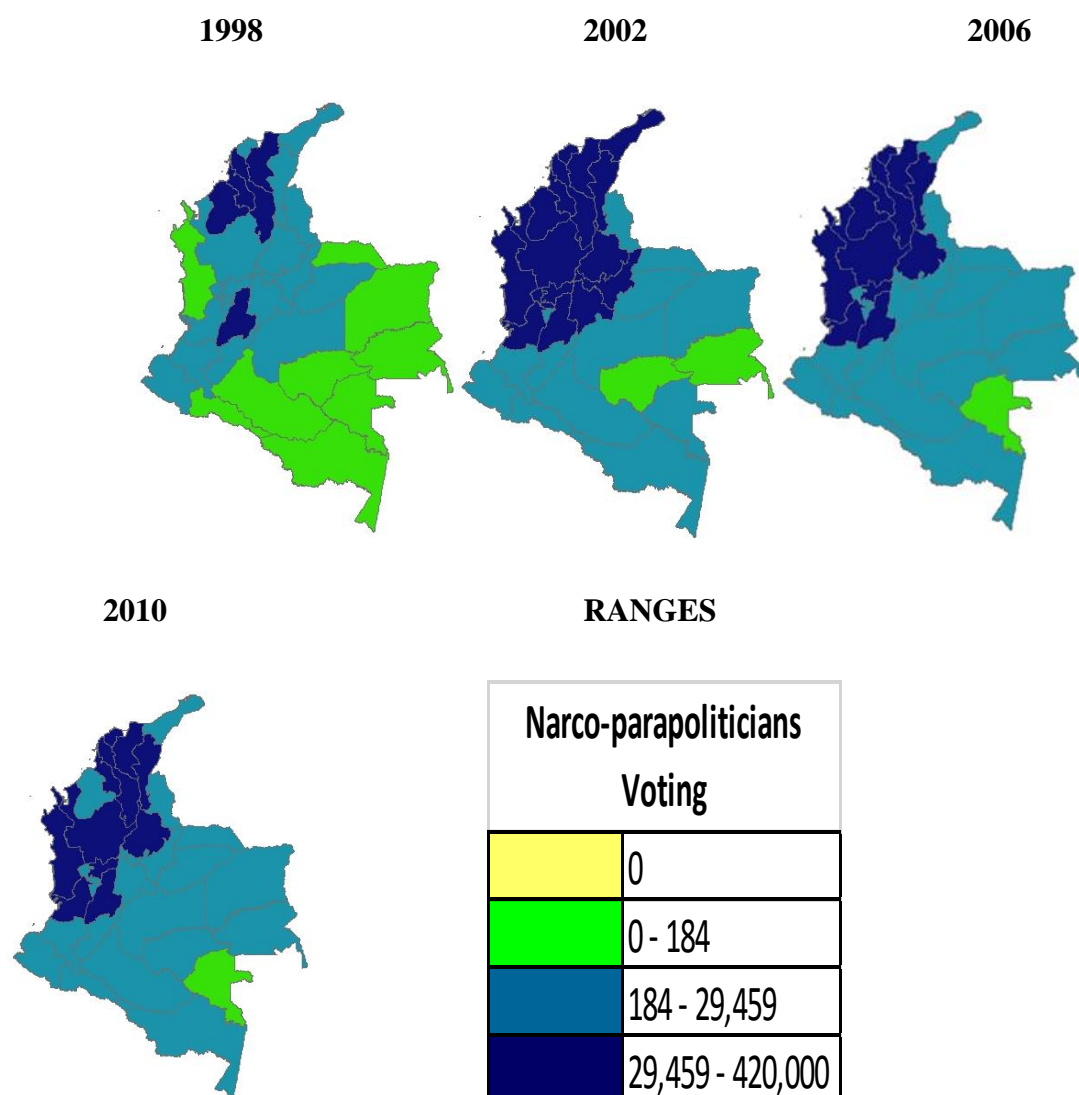 1998 2002 2006
2010 RANGES
Narco-parapoliticians
Voting
0
0 - 184
184 - 29,459
29,459 - 420,000